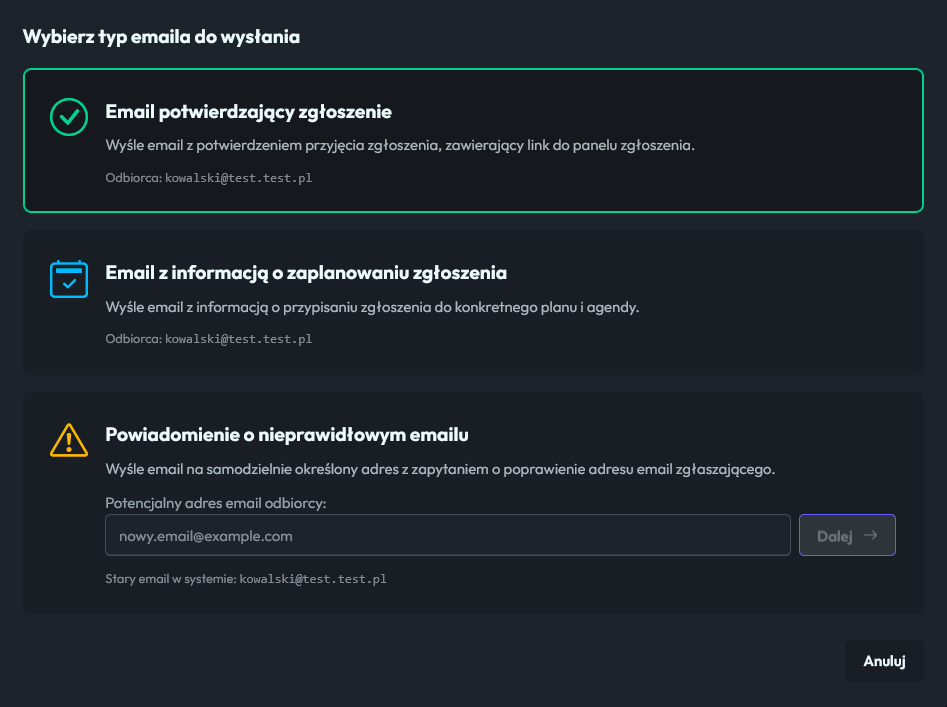 Wybierz typ emaila do wysłania
Email potwierdzający zgłoszenie
Wyśle email z potwierdzeniem przyjęcia zgłoszenia, zawierający link do panelu zgłoszenia.
Odbiorca: kowalski@test.test.pl
Email z informacją o zaplanowaniu zgłoszenia
Wyśle email z informacją o przypisaniu zgłoszenia do konkretnego planu i agendy.
Odbiorca: kowalski@test.test.pl
Powiadomienie o nieprawidłowym emailu
Wyśle email na samodzielnie określony adres z zapytaniem o poprawienie adresu email zgłaszającego.
Potencjalny adres email odbiorcy:
nowy.email@example.com
Dalej →
Stary email w systemie: kowalski@test.test.pl
Anuluj